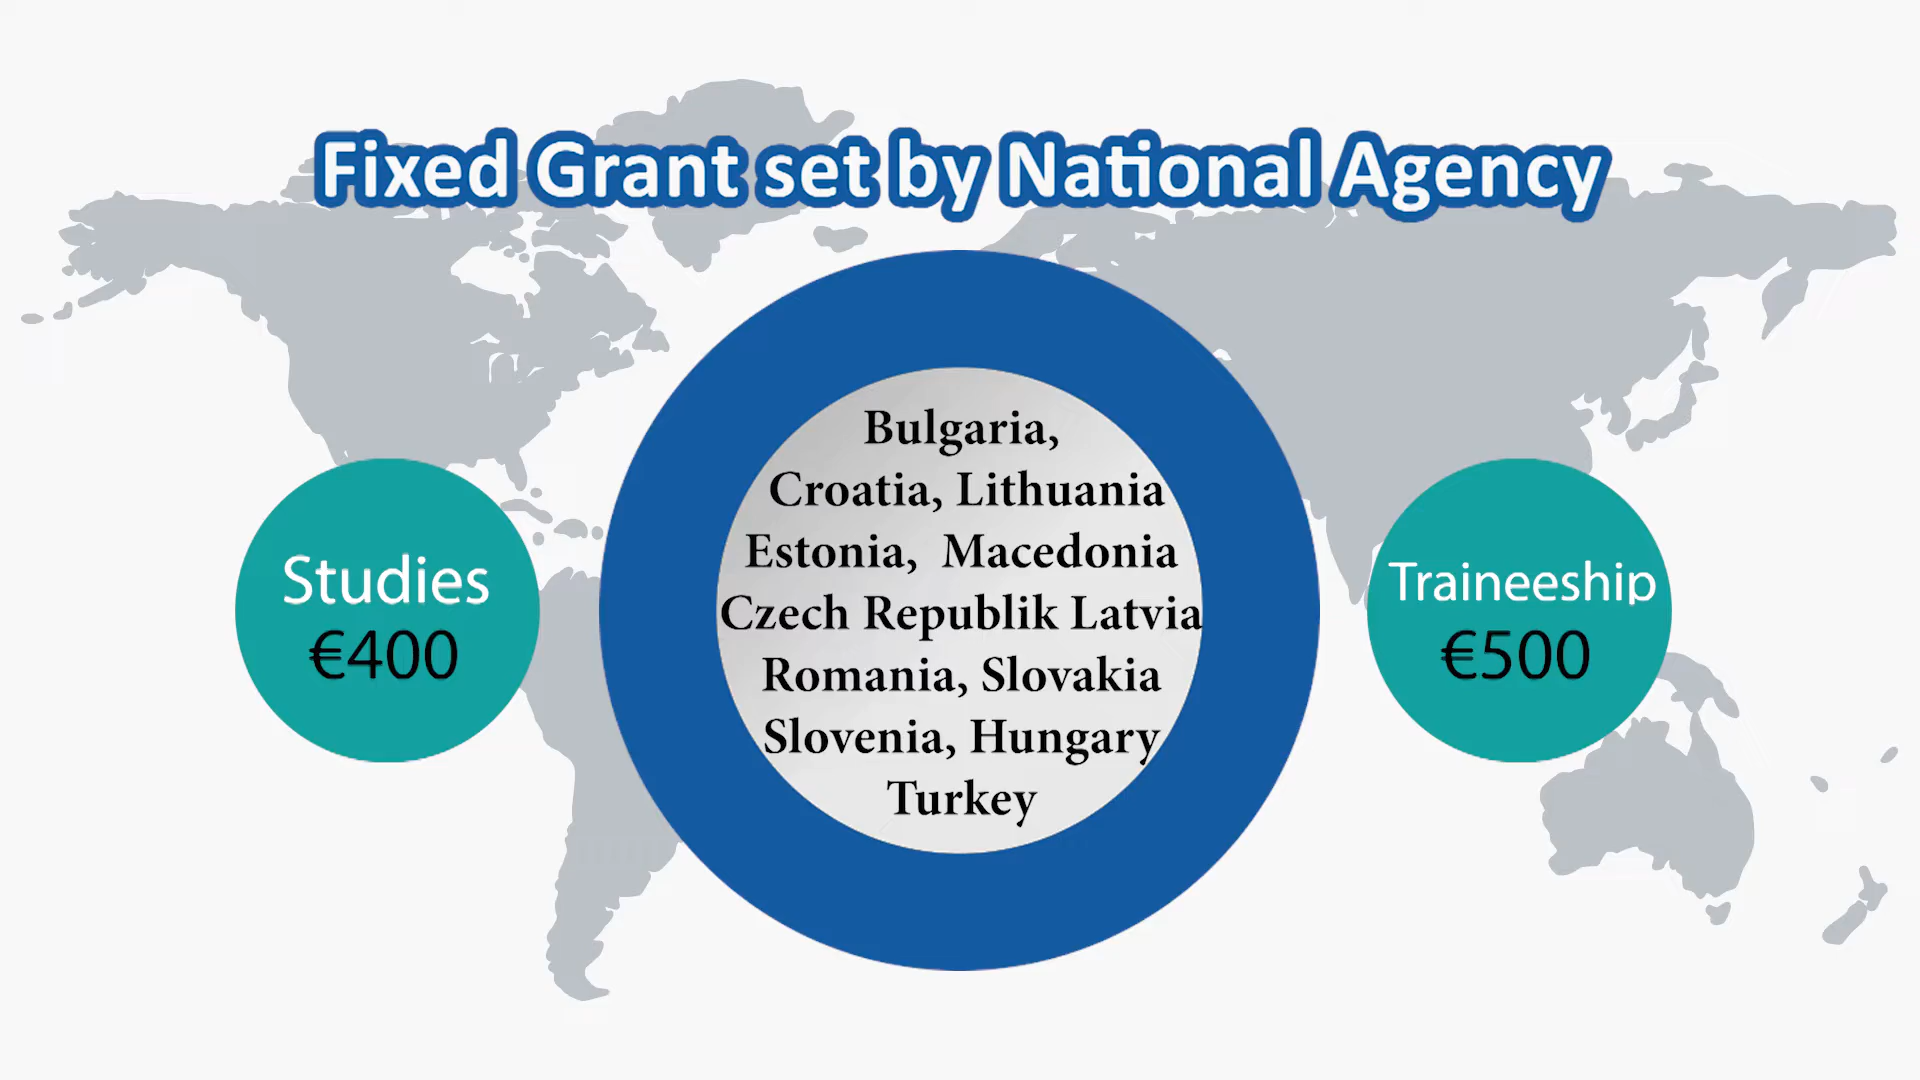 Fixed Grant set by National Agency
Studies
€400
Bulgaria,
Croatia, Lithuania
Estonia, Macedonia
Czech Republik Latvia
Romania, Slovakia
Slovenia, Hungary
Turkey
Traineeship
€500